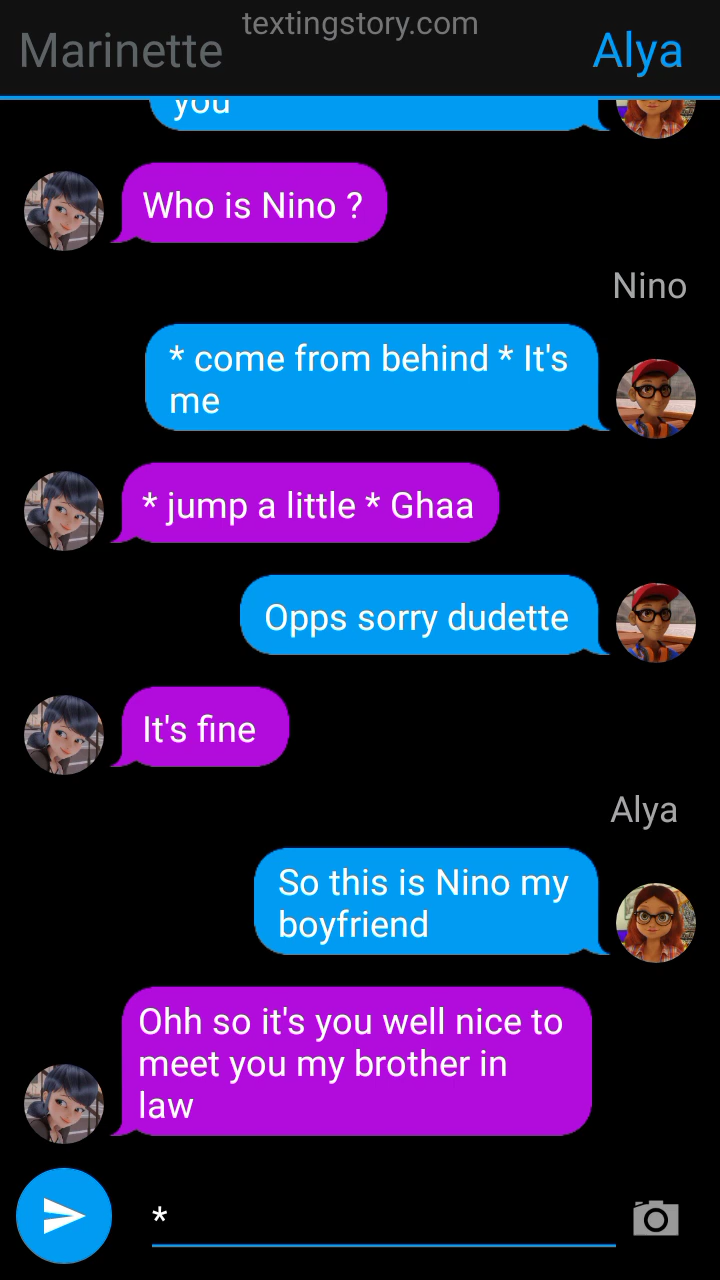 textingstory.com
Marinette
Alya
you
Who is Nino ?
Nino
* come from behind * It's
me
* jump a little * Ghaa
Opps sorry dudette
It's fine
Alya
So this is Nino my
boyfriend
Ohh so it's you well nice to
meet you my brother in
law
*